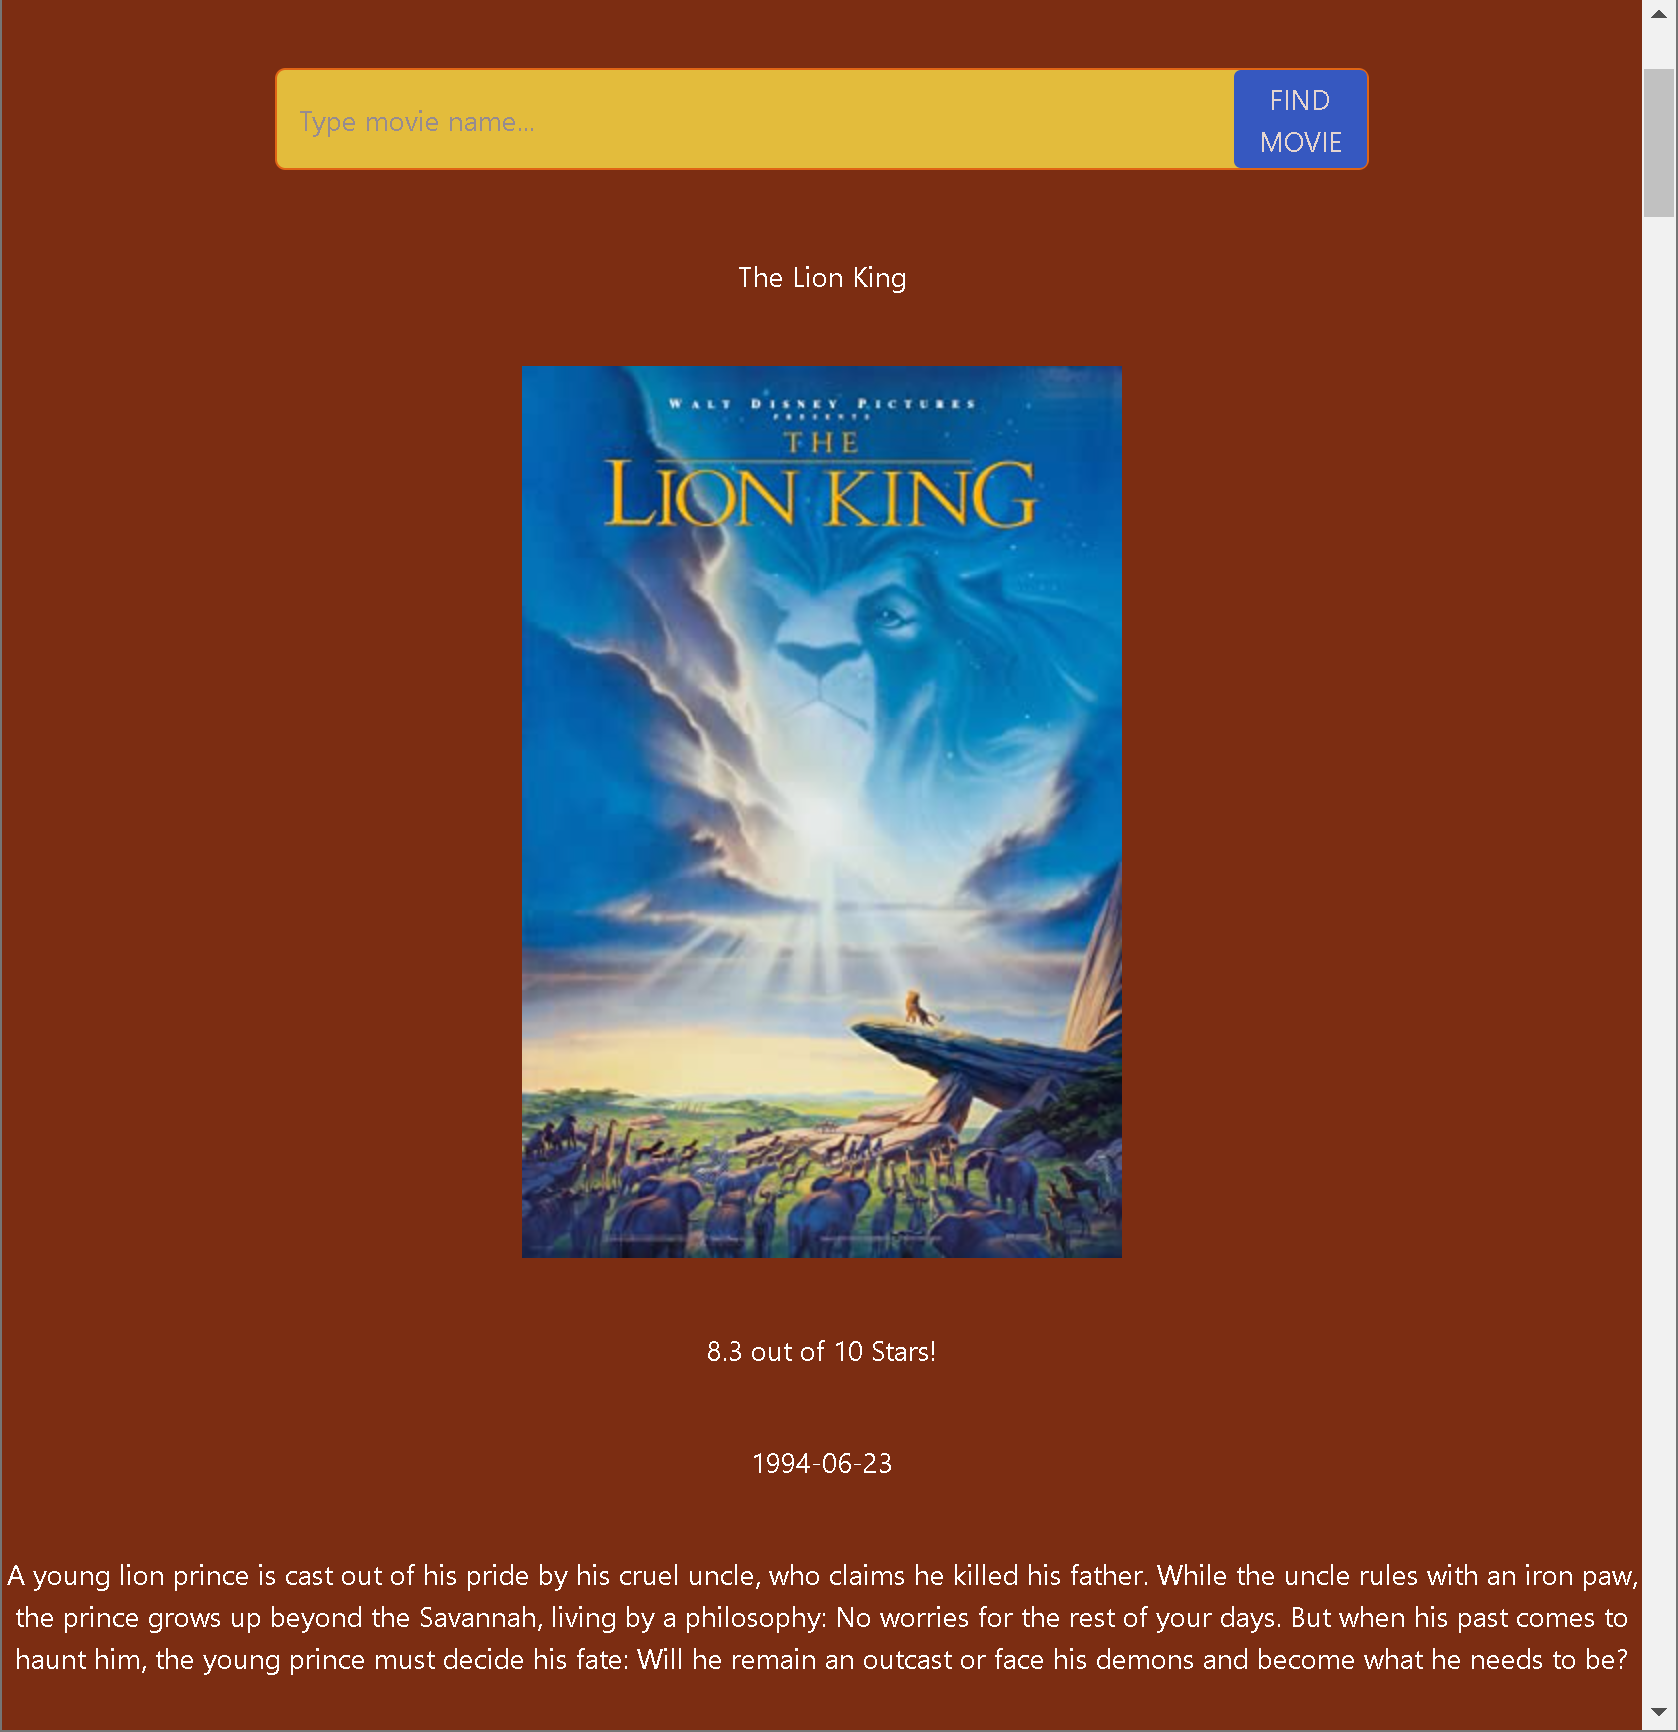 Type movie name...
FIND
MOVIE
The Lion King
WALT DISNEY PICTURES
PRESENTS
THE
LION KING
8.3 out of 10 Stars!
1994-06-23
A young lion prince is cast out of his pride by his cruel uncle, who claims he killed his father. While the uncle rules with an iron paw,
the prince grows up beyond the Savannah, living by a philosophy: No worries for the rest of your days. But when his past comes to
haunt him, the young prince must decide his fate: Will he remain an outcast or face his demons and become what he needs to be?